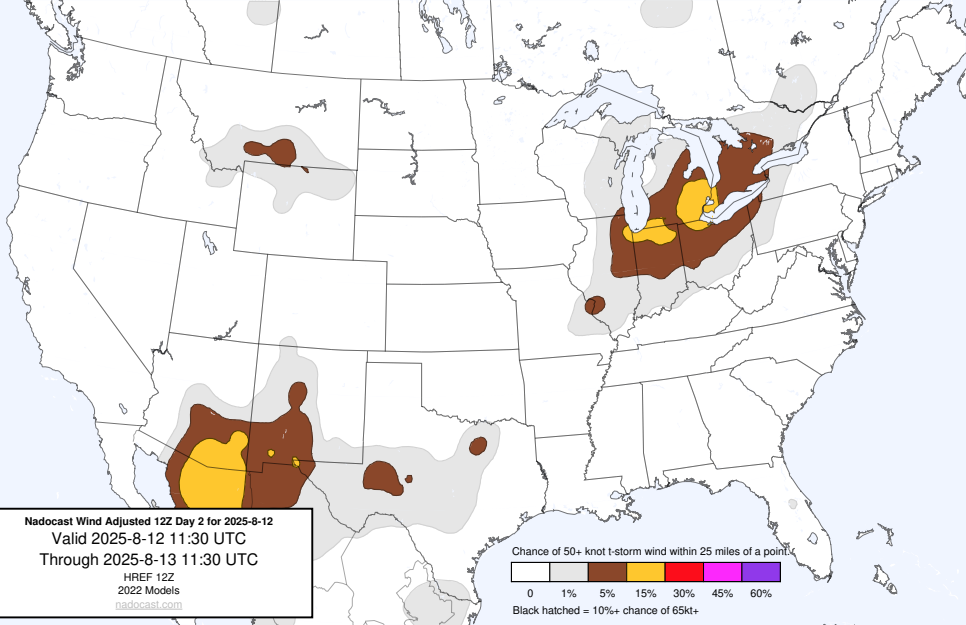 Nadocast Wind Adjusted 12Z Day 2 for 2025-8-12
Valid 2025-8-12 11:30 UTC
Through 2025-8-13 11:30 UTC
HREF 12Z
2022 Models
nadocast.com
Chance of 50+ knot t-storm wind within 25 miles of a point.
0 1% 5% 15% 30% 45% 60%
Black hatched = 10%+ chance of 65kt+